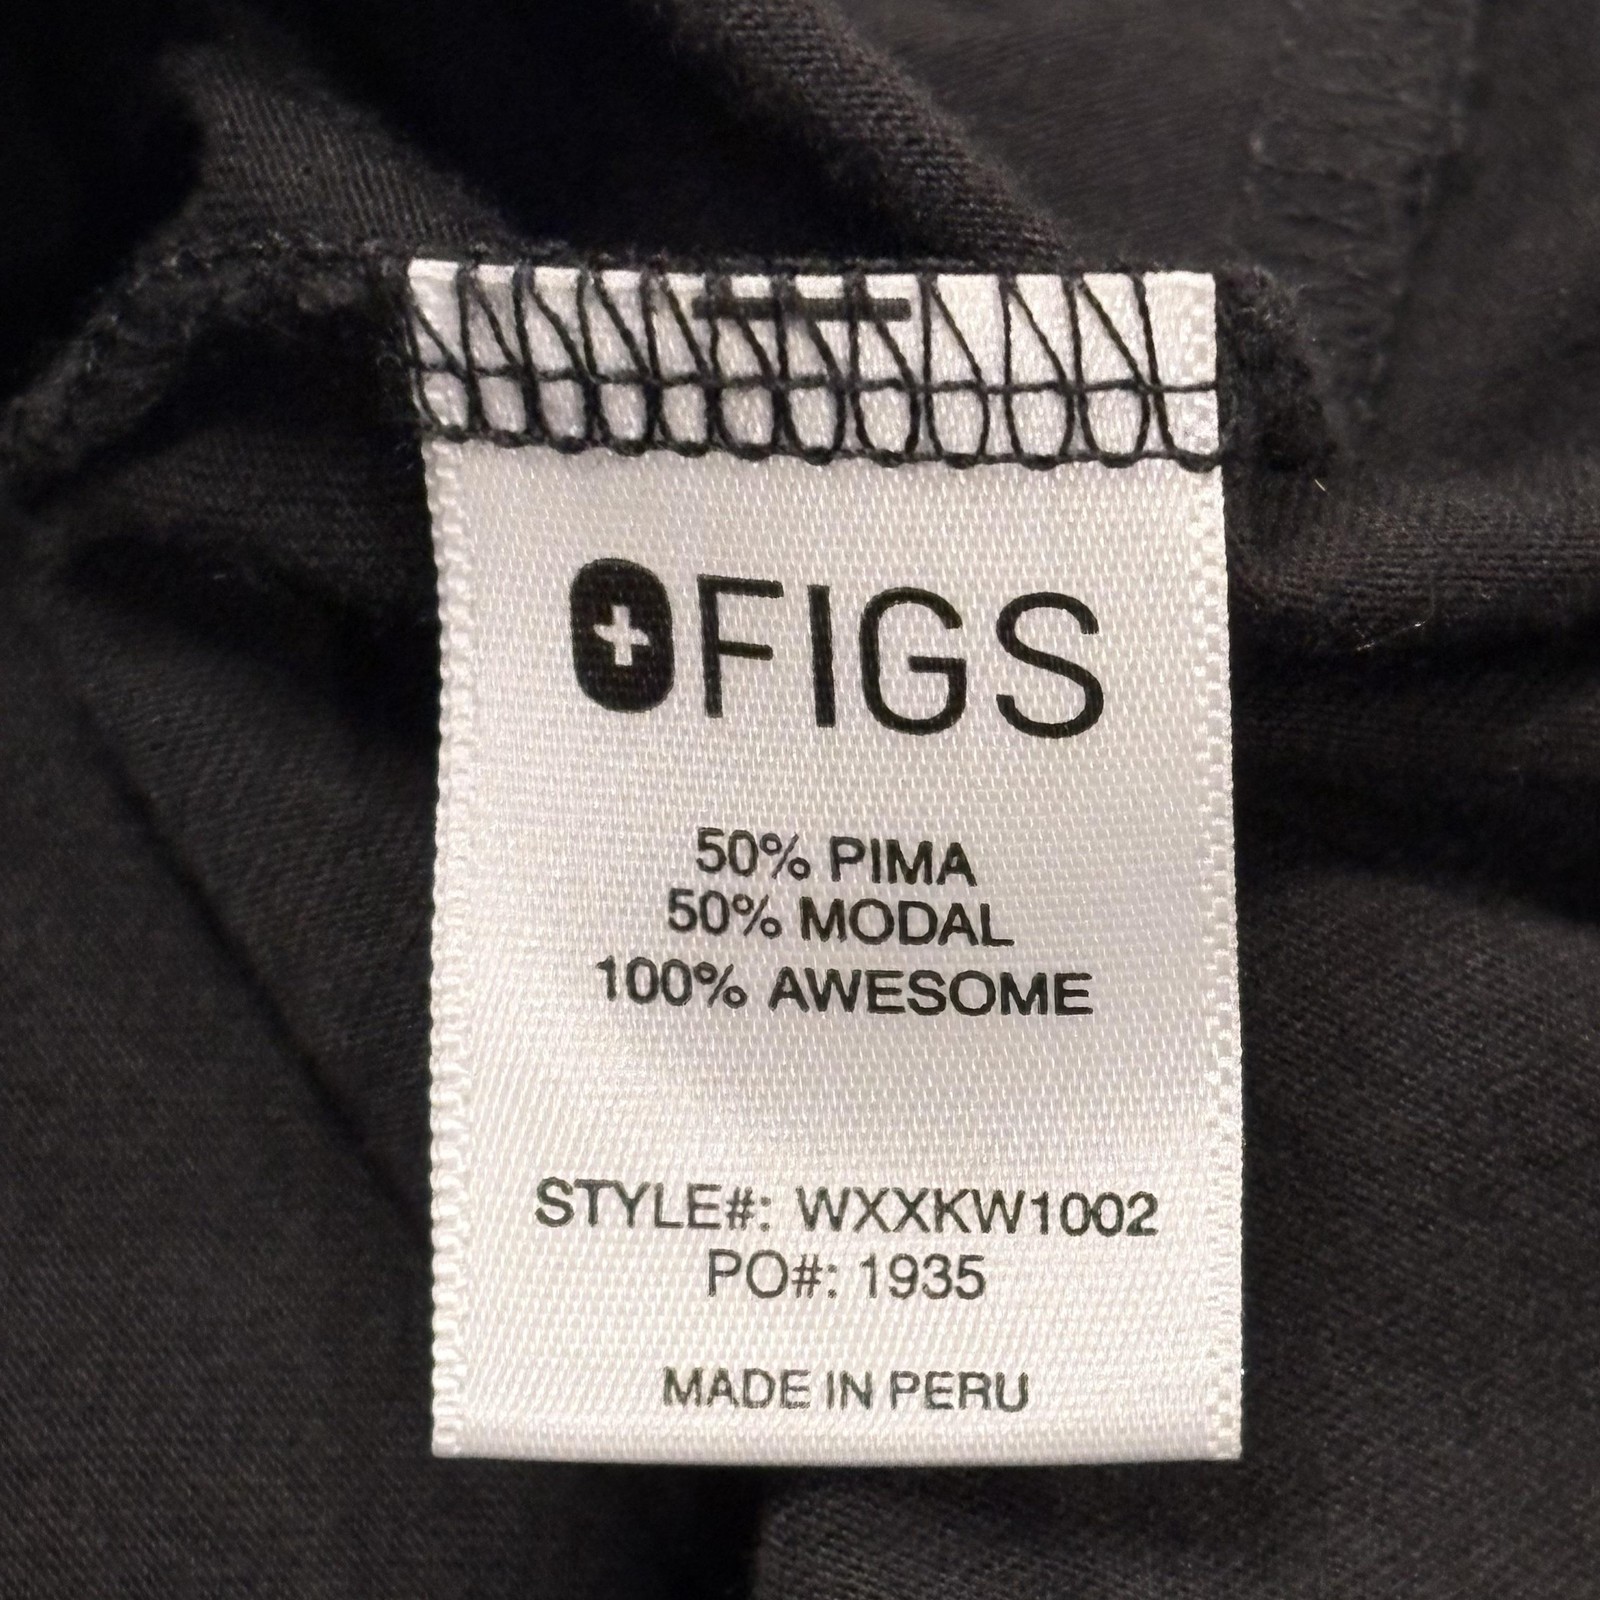 FIGS
50% PIMA
50% MODAL
100% AWESOME
STYLE#: WXXKW1002
PO#: 1935
MADE IN PERU